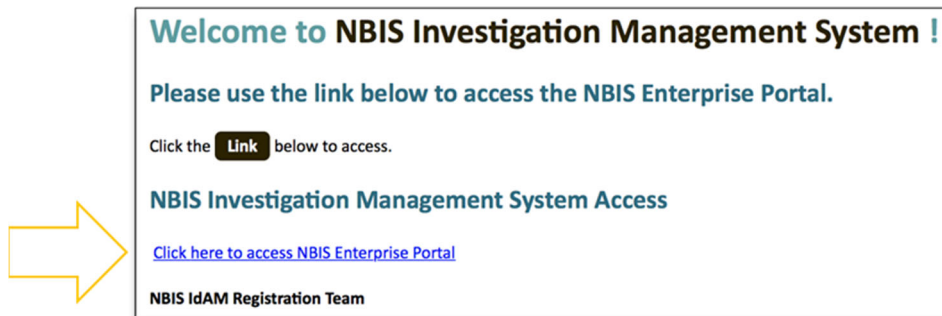 Welcome to NBIS Investigation Management System !
Please use the link below to access the NBIS Enterprise Portal.
Click the Link below to access.
NBIS Investigation Management System Access
Click here to access NBIS Enterprise Portal
NBIS IdAM Registration Team